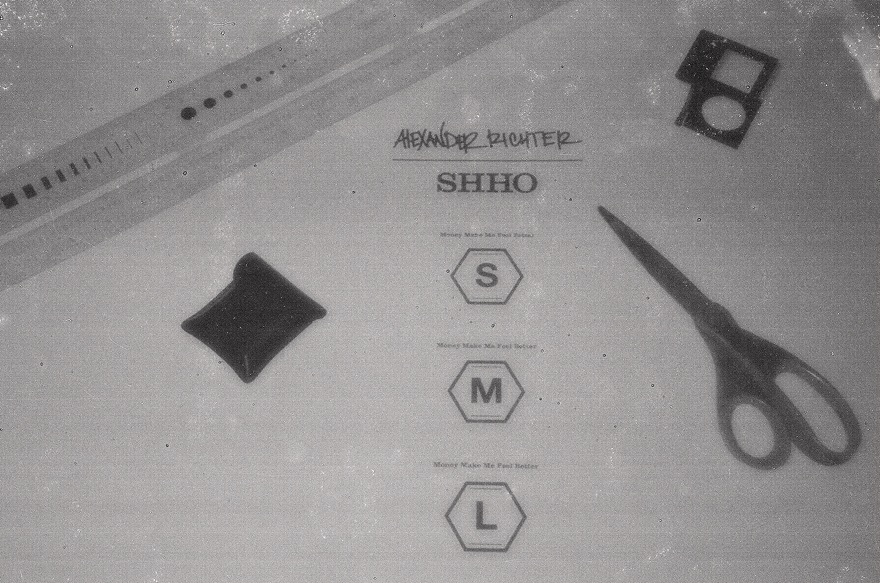 ALEXANDER RICHTER
SHHO
Money Make Me Feel Better
S
Money Make Me Feel Better
M
Money Make Me Feel Better
L